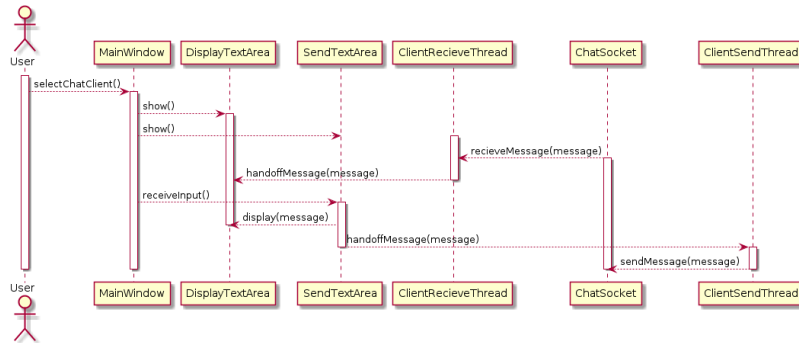 User
MainWindow
DisplayTextArea
SendTextArea
ClientRecieveThread
ChatSocket
ClientSendThread
selectChatClient()
show()
show()
recieveMessage(message)
handoffMessage(message)
receiveInput()
display(message)
handoffMessage(message)
sendMessage(message)
User
MainWindow
DisplayTextArea
SendTextArea
ClientRecieveThread
ChatSocket
ClientSendThread